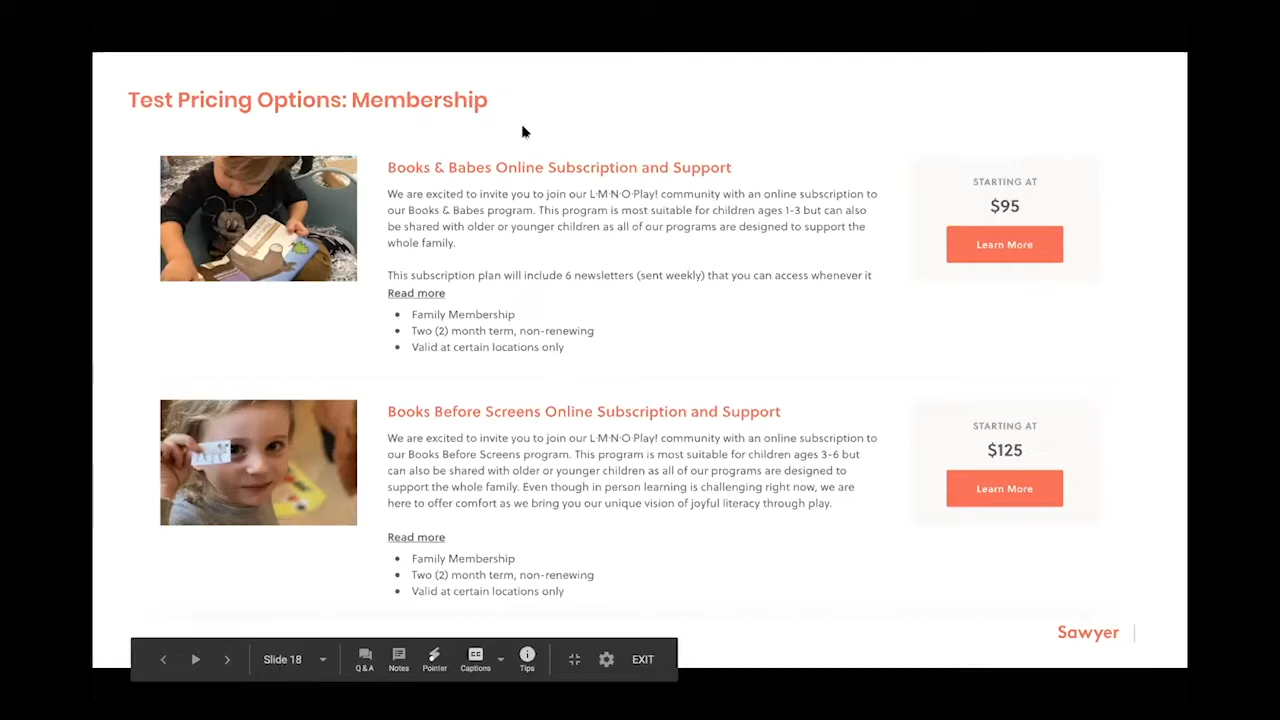 Test Pricing Options: Membership
Books & Babes Online Subscription and Support
We are excited to invite you to join our L·M·N·O·Play! community with an online subscription to
our Books & Babes program. This program is most suitable for children ages 1-3 but can also
be shared with older or younger children as all of our programs are designed to support the
whole family.
This subscription plan will include 6 newsletters (sent weekly) that you can access whenever it
Read more
• Family Membership
• Two (2) month term, non-renewing
• Valid at certain locations only
STARTING AT
$95
Learn More
Books Before Screens Online Subscription and Support
We are excited to invite you to join our L·M·N·O·Play! community with an online subscription to
our Books Before Screens program. This program is most suitable for children ages 3-6 but
can also be shared with older or younger children as all of our programs are designed to
support the whole family. Even though in person learning is challenging right now, we are
here to offer comfort as we bring you our unique vision of joyful literacy through play.
Read more
• Family Membership
• Two (2) month term, non-renewing
• Valid at certain locations only
STARTING AT
$125
Learn More
Sawyer
Slide 18
Q & A
Notes
Pointer
Captions
Tips
EXIT